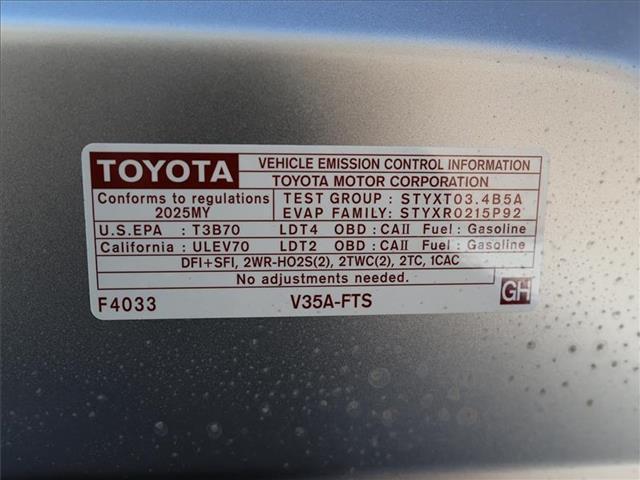 TOYOTA VEHICLE EMISSION CONTROL INFORMATION
TOYOTA MOTOR CORPORATION
Conforms to regulations
2025MY
TEST GROUP : STYXT03.4B5A
EVAP FAMILY: STYXR0215P92
U.S.EPA : T3B70 LDT4 OBD : CAII Fuel : Gasoline
California : ULEV70 LDT2 OBD : CAII Fuel : Gasoline
DFI+SFI, 2WR-HO2S(2), 2TWC(2), 2TC, 1CAC
No adjustments needed.
F4033 V35A-FTS GH